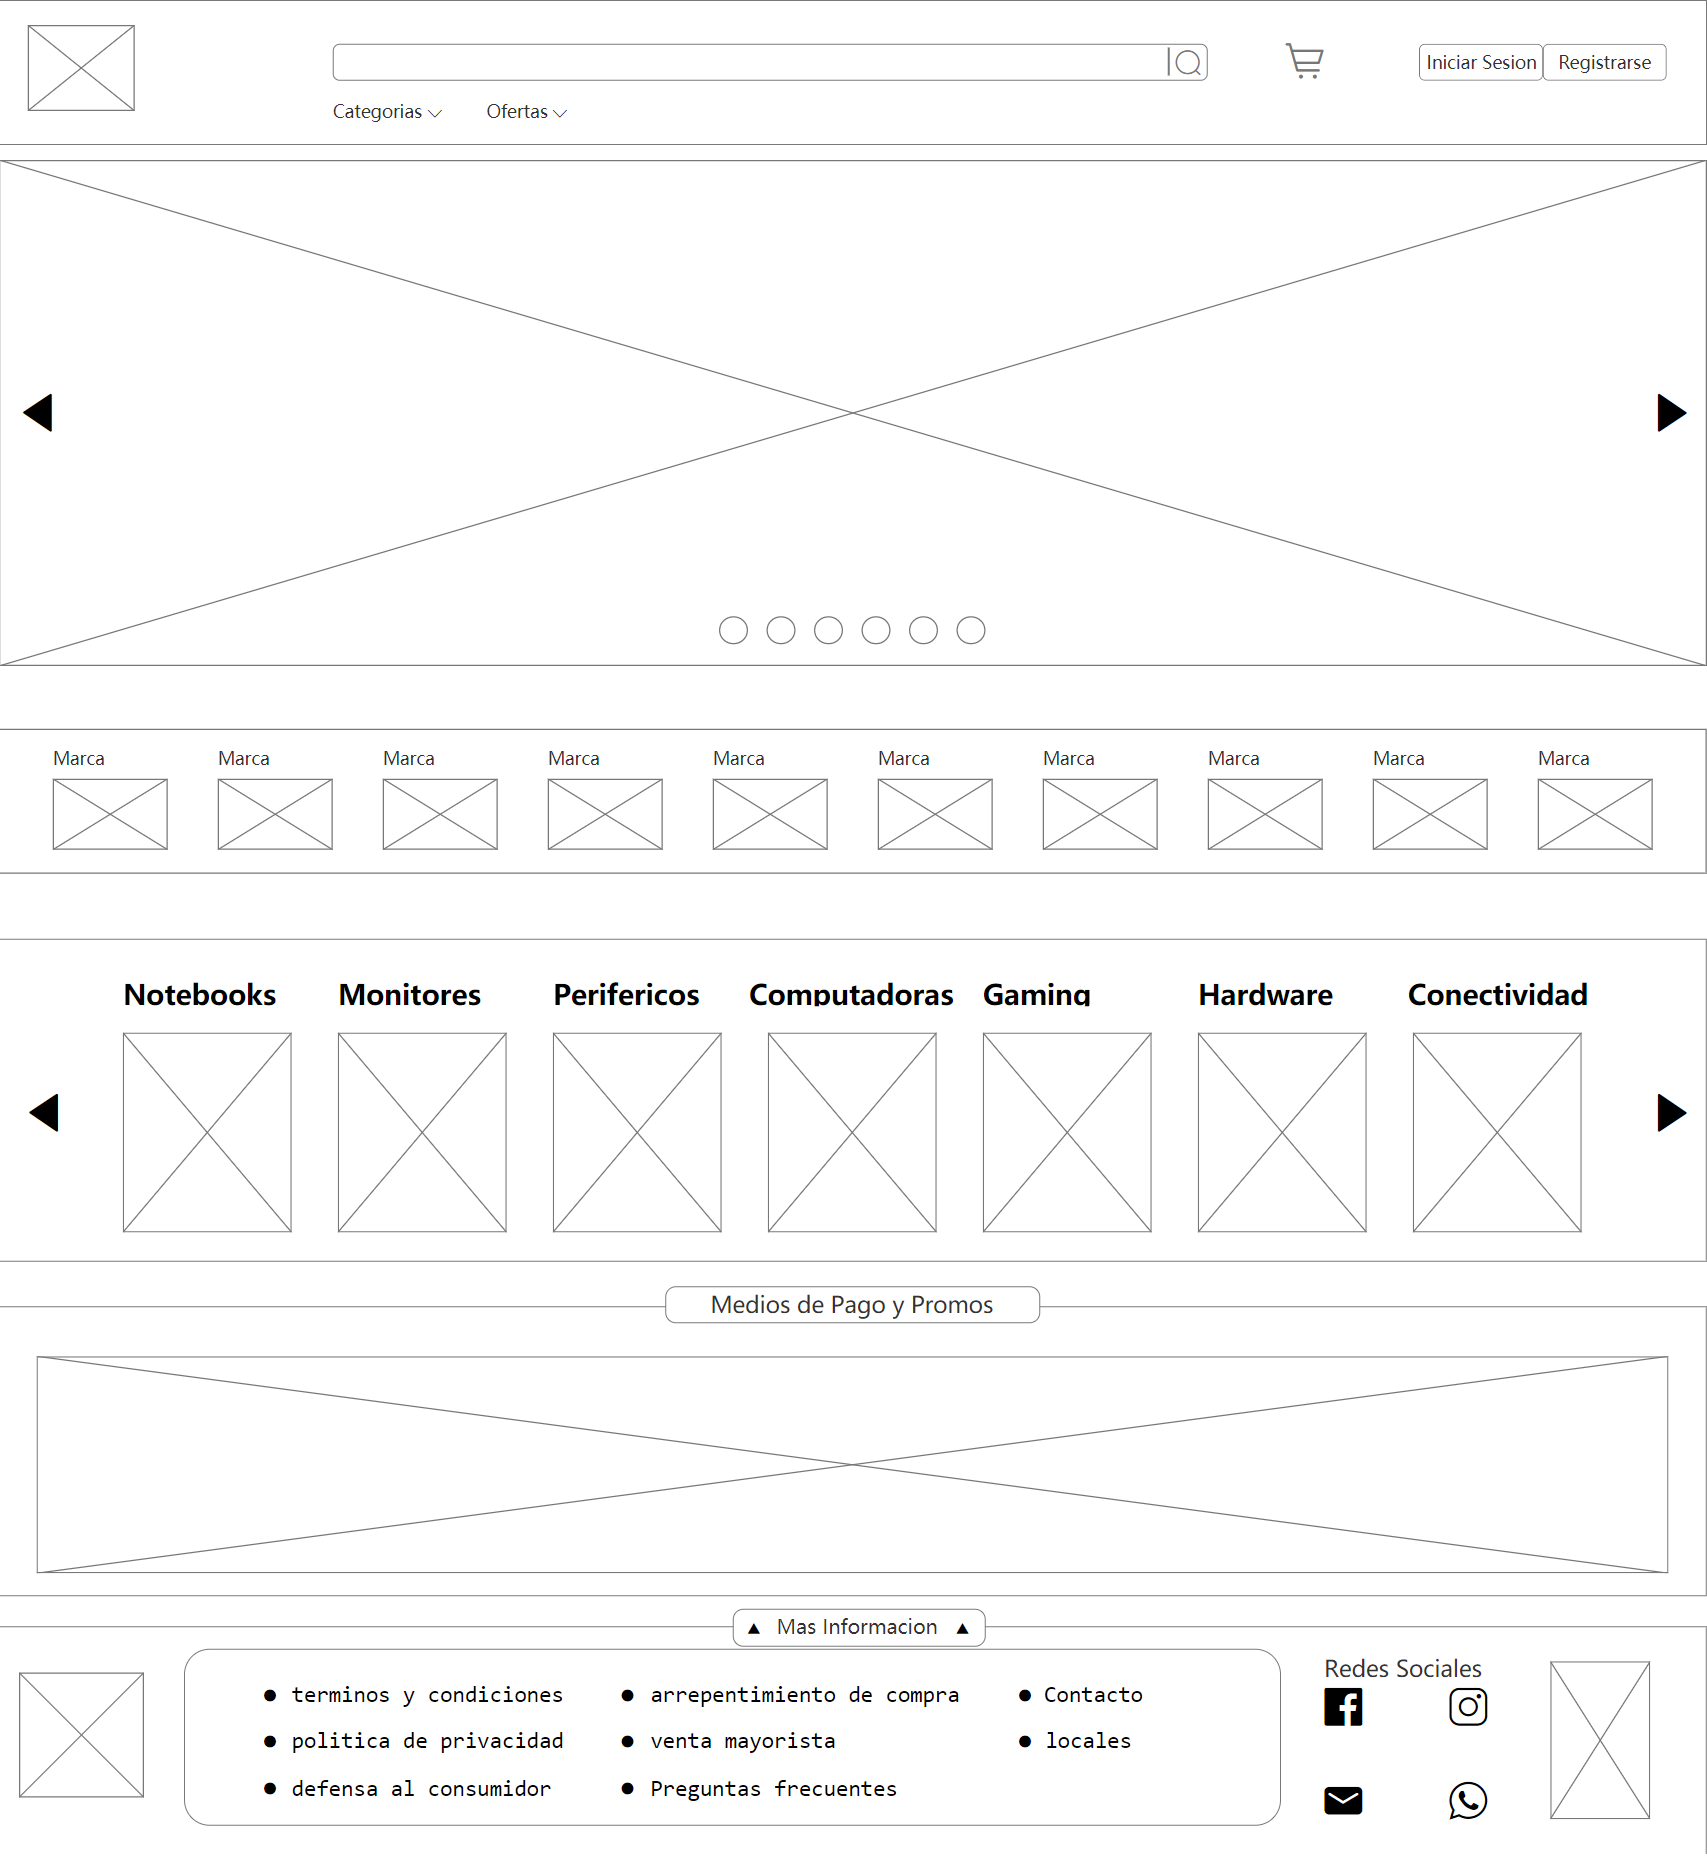 Iniciar Sesion Registrarse
Categorias Ofertas
Marca Marca Marca Marca Marca Marca Marca Marca Marca Marca
Notebooks Monitores Perifericos Computadoras Gaming Hardware Conectividad
Medios de Pago y Promos
▲ Mas Informacion ▲
● terminos y condiciones
● politica de privacidad
● defensa al consumidor
● arrepentimiento de compra
● venta mayorista
● Preguntas frecuentes
● Contacto
● locales
Redes Sociales